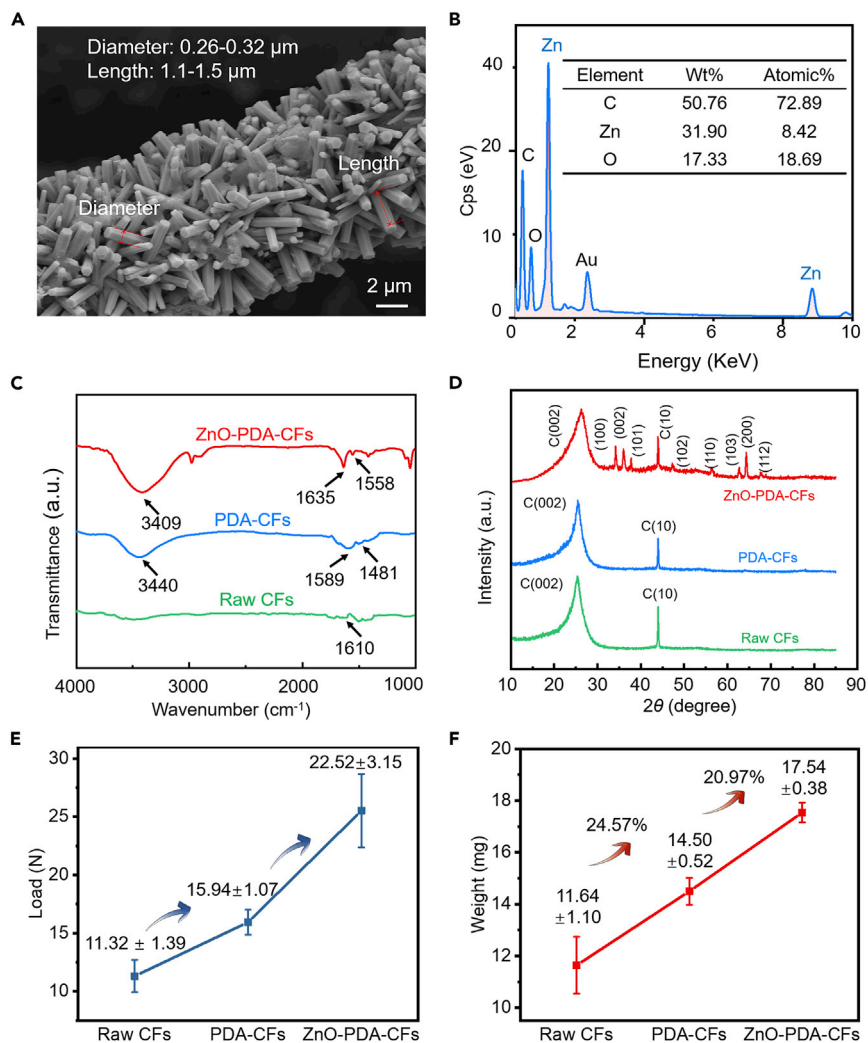 A
Diameter: 0.26-0.32 µm
Length: 1.1-1.5 µm
Length
Diameter
2 µm
B
Zn
Element Wt% Atomic%
C 50.76 72.89
Zn 31.90 8.42
O 17.33 18.69
C
O
Au
Zn
Cps (eV)
40
20
10
0
0 2 4 6 8 10
Energy (KeV)
C
ZnO-PDA-CFs
1635
1558
3409
PDA-CFs
3440
1589
1481
Raw CFs
1610
Transmittance (a.u.)
4000 3000 2000 1000
Wavenumber (cm⁻¹)
D
C(002)
(100)
(002)
(101)
C(10)
(102)
(110)
(103)
(200)
(112)
ZnO-PDA-CFs
C(002)
C(10)
PDA-CFs
C(002)
C(10)
Raw CFs
Intensity (a.u.)
10 20 30 40 50 60 70 80 90
2θ (degree)
E
30
25
20
15
10
Load (N)
22.52±3.15
15.94±1.07
11.32 ± 1.39
Raw CFs PDA-CFs ZnO-PDA-CFs
F
20
18
16
14
12
10
Weight (mg)
20.97%
17.54
±0.38
24.57%
14.50
±0.52
11.64
±1.10
Raw CFs PDA-CFs ZnO-PDA-CFs